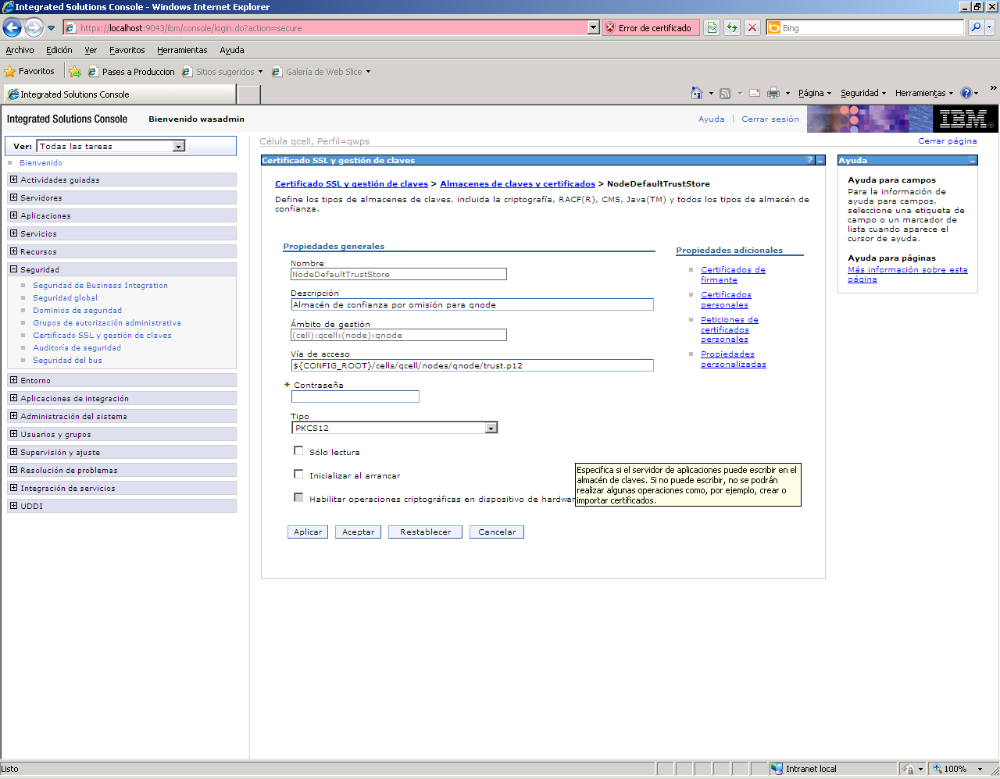 Integrated Solutions Console - Windows Internet Explorer
https://localhost:9043/ibm/console/login.do?action=secure
Error de certificado
Bing
Archivo Edición Ver Favoritos Herramientas Ayuda
Favoritos Pases a Produccion Sitios sugeridos Galería de Web Slice
Integrated Solutions Console
Página Seguridad Herramientas »
Integrated Solutions Console Bienvenido wasadmin
Ayuda | Cerrar sesión
IBM®
Ver: Todas las tareas
Bienvenido
Actividades guiadas
Servidores
Aplicaciones
Servicios
Recursos
Seguridad
Seguridad de Business Integration
Seguridad global
Dominios de seguridad
Grupos de autorización administrativa
Certificado SSL y gestión de claves
Auditoría de seguridad
Seguridad del bus
Entorno
Aplicaciones de integración
Administración del sistema
Usuarios y grupos
Supervisión y ajuste
Resolución de problemas
Integración de servicios
UDDI
Célula qcell, Perfil=qwps
Cerrar página
Certificado SSL y gestión de claves
?
Certificado SSL y gestión de claves > Almacenes de claves y certificados > NodeDefaultTrustStore
Define los tipos de almacenes de claves, incluida la criptografía, RACF(R), CMS, Java(TM) y todos los tipos de almacén de
confianza.
Propiedades generales
Nombre
NodeDefaultTrustStore
Descripción
Almacén de confianza por omisión para qnode
Ámbito de gestión
(cell):qcell:(node):qnode
Vía de acceso
${CONFIG_ROOT}/cells/qcell/nodes/qnode/trust.p12
* Contraseña
Tipo
PKCS12
Sólo lectura
Inicializar al arrancar
Habilitar operaciones criptográficas en dispositivo de hardwar
Especifica si el servidor de aplicaciones puede escribir en el
almacén de claves. Si no puede escribir, no se podrán
realizar algunas operaciones como, por ejemplo, crear o
importar certificados.
Aplicar Aceptar Restablecer Cancelar
Propiedades adicionales
Certificados de
firmante
Certificados
personales
Peticiones de
certificados
personales
Propiedades
personalizadas
Ayuda
Ayuda para campos
Para la información de
ayuda para campos,
seleccione una etiqueta de
campo o un marcador de
lista cuando aparece el
cursor de ayuda.
Ayuda para páginas
Más información sobre esta
página
Listo
Intranet local
100%